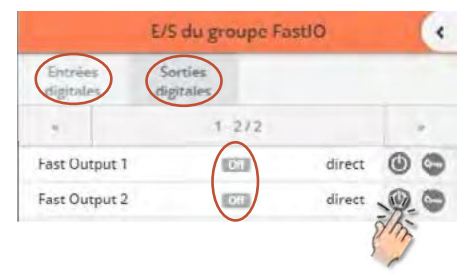 E/S du groupe FastIO
Entrées digitales
Sorties digitales
« 1-2/2 »
Fast Output 1 Off direct
Fast Output 2 Off direct